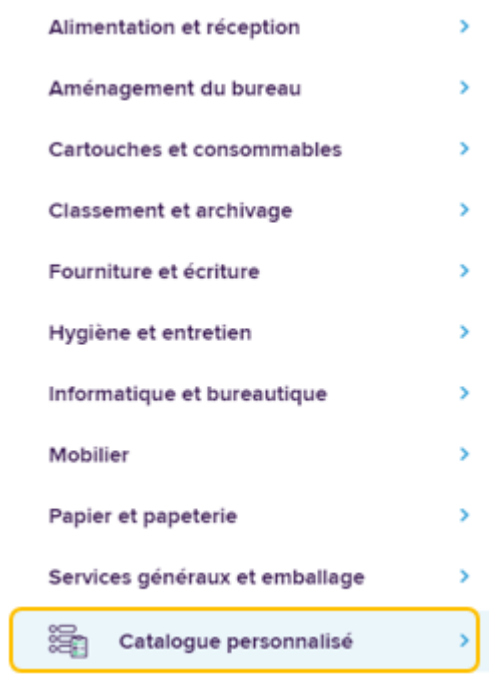 Alimentation et réception
Aménagement du bureau
Cartouches et consommables
Classement et archivage
Fourniture et écriture
Hygiène et entretien
Informatique et bureautique
Mobilier
Papier et papeterie
Services généraux et emballage
Catalogue personnalisé